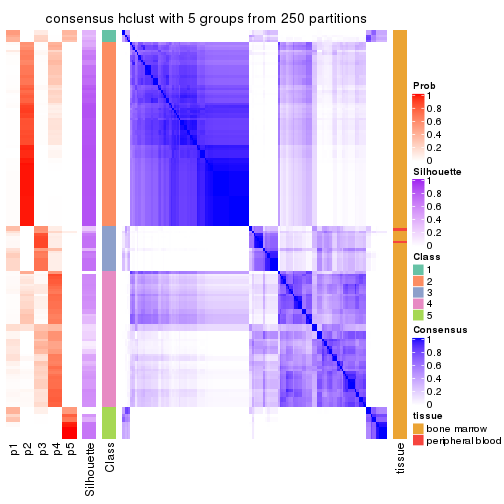 consensus hclust with 5 groups from 250 partitions
Prob
1
0.8
0.6
0.4
0.2
0
Silhouette
1
0.8
0.6
0.4
0.2
0
Class
1
2
3
4
5
Consensus
1
0.8
0.6
0.4
0.2
0
tissue
bone marrow
peripheral blood
p1
p2
p3
p4
p5
Silhouette
Class
tissue